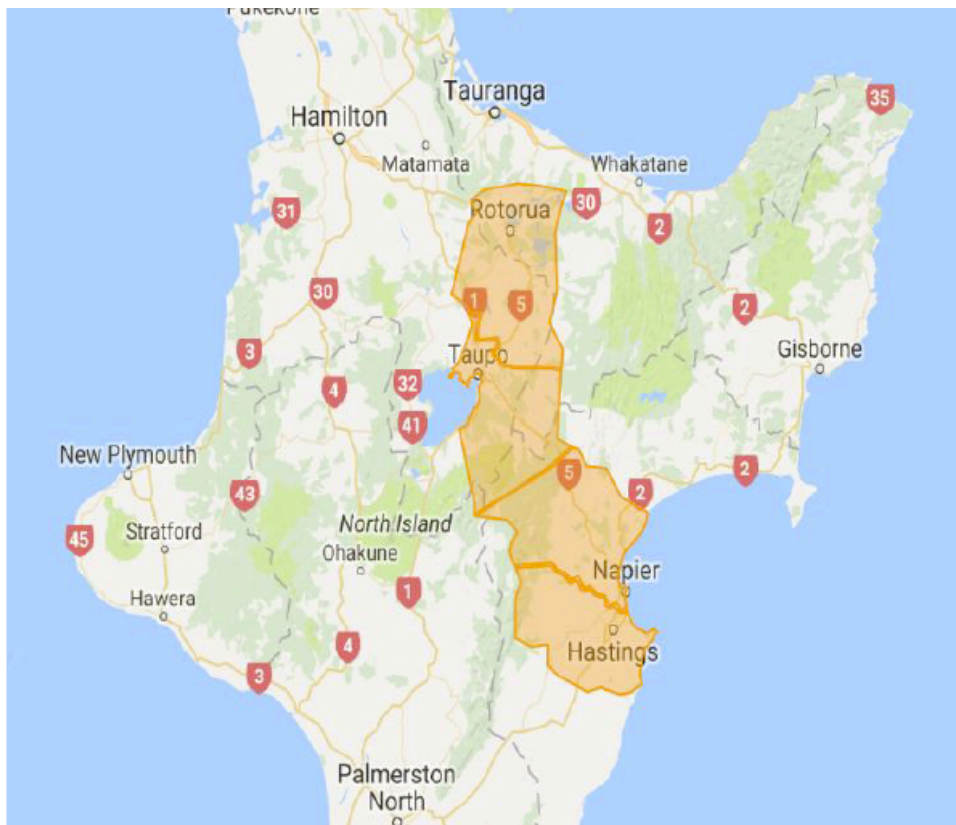 Pukekohe
Tauranga
35
Hamilton
Matamata
Whakatane
31
Rotorua
30
2
30
1
5
2
3
Taupo
Gisborne
32
4
41
New Plymouth
5
2
2
43
45
North Island
Stratford
Ohakune
Napier
1
Hawera
4
Hastings
3
Palmerston
North